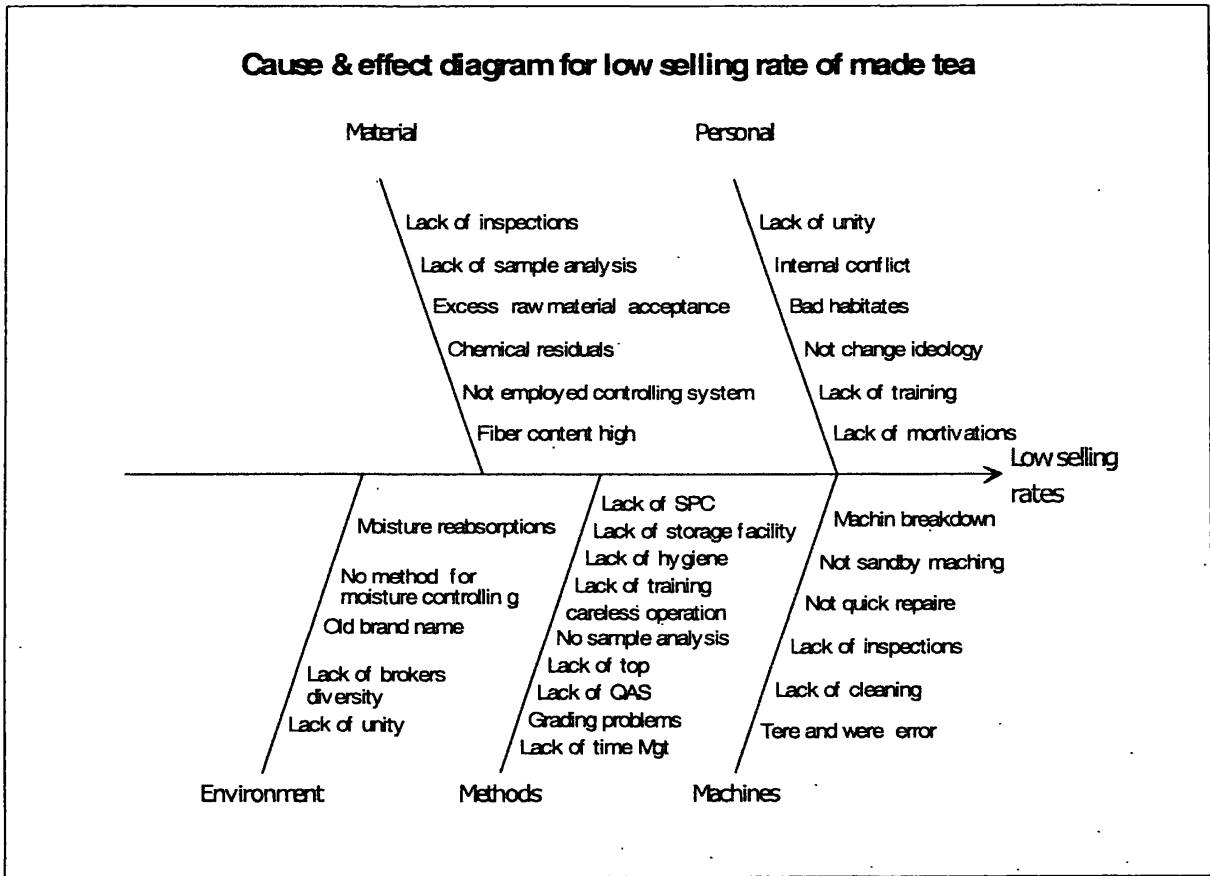 Cause & effect diagram for low selling rate of made tea
Material
Personal
Lack of inspections
Lack of sample analysis
Excess raw material acceptance
Chemical residuals
Not employed controlling system
Fiber content high
Lack of unity
Internal conflict
Bad habitates
Not change ideology
Lack of training
Lack of mortivations
Low selling
rates
Moisture reabsorptions
No method for
moisture controlling
Old brand name
Lack of brokers
diversity
Lack of unity
Lack of SPC
Lack of storage facility
Lack of hygiene
Lack of training
careless operation
No sample analysis
Lack of top
Lack of QAS
Grading problems
Lack of time Mgt
Machin breakdown
Not sandby maching
Not quick repaire
Lack of inspections
Lack of cleaning
Tere and were error
Environment
Methods
Machines